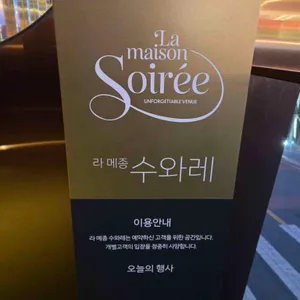 La
maison
Soirée
UNFORGETTABLE VENUE
라 메종 수와레
이용안내
라 메종 수와레는 예약하신 고객을 위한 공간입니다.
개별고객의 입장을 정중히 사양합니다.
오늘의 행사